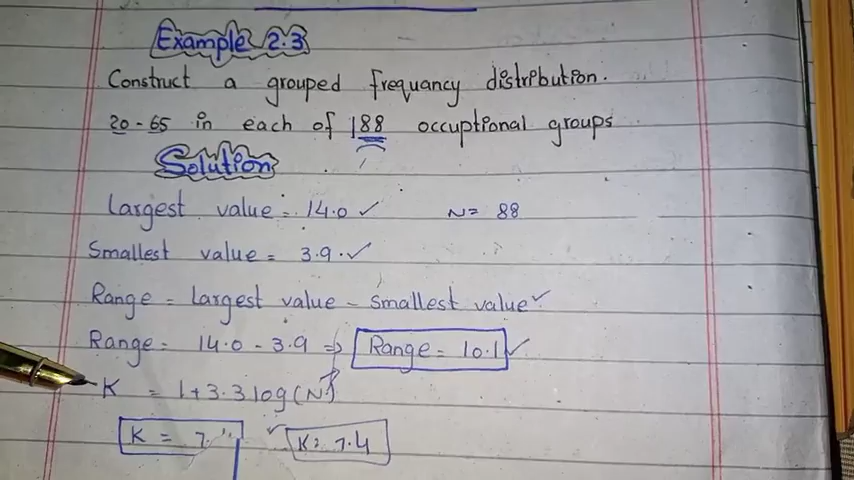 Example 2.3
Construct a grouped frequancy distribution.
20-65 in each of 188 occuptional groups
Solution
Largest value = 14.0 ✓ N= 88
Smallest value = 3.9. ✓
Range = Largest value - Smallest value ✓
Range = 14.0 - 3.9 ⇒ Range = 10.1 ✓
K = 1+3.3 log(N)
K = 7. ✓ K= 7.4